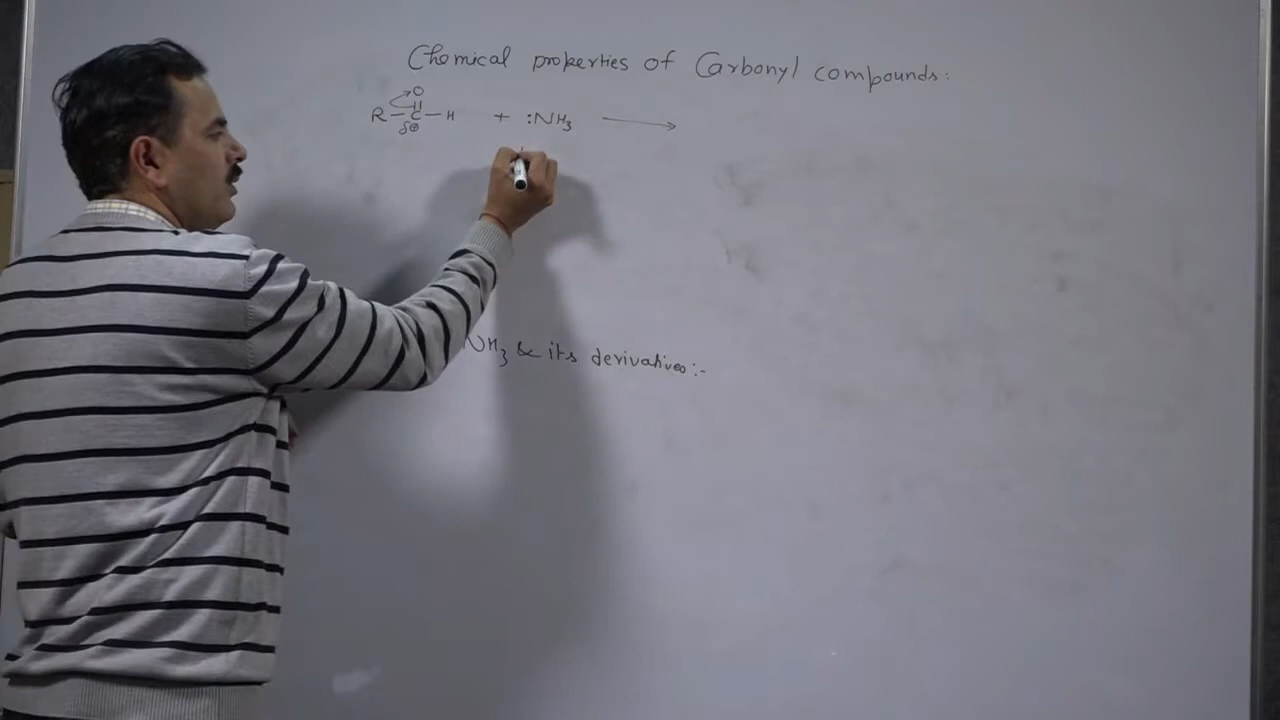 Chemical properties of Carbonyl compounds:
O
R – C – H + :NH3 →
δ⊕
NH3 & its derivatives:-